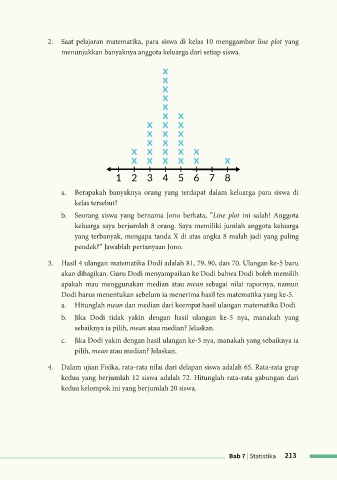 2. Saat pelajaran matematika, para siswa di kelas 10 menggambar line plot yang
menunjukkan banyaknya anggota keluarga dari setiap siswa.
X
X
X
X
X
X X
X X X
X X X
X X X
X X X X X
X X X X X X
1 2 3 4 5 6 7 8
a. Berapakah banyaknya orang yang terdapat dalam keluarga para siswa di
kelas tersebut?
b. Seorang siswa yang bernama Jono berkata, "Line plot ini salah! Anggota
keluarga saya berjumlah 8 orang. Saya memiliki jumlah anggota keluarga
yang terbanyak, mengapa tanda X di atas angka 8 malah jadi yang paling
pendek?" Jawablah pertanyaan Jono.
3. Hasil 4 ulangan matematika Dodi adalah 81, 79, 90, dan 70. Ulangan ke-5 baru
akan dibagikan. Guru Dodi menyampaikan ke Dodi bahwa Dodi boleh memilih
apakah mau menggunakan median atau mean sebagai nilai rapornya, namun
Dodi harus menentukan sebelum ia menerima hasil tes matematika yang ke-5.
a. Hitunglah mean dan median dari keempat hasil ulangan matematika Dodi.
b. Jika Dodi tidak yakin dengan hasil ulangan ke-5 nya, manakah yang
sebaiknya ia pilih, mean atau median? Jelaskan.
c. Jika Dodi yakin dengan hasil ulangan ke-5 nya, manakah yang sebaiknya ia
pilih, mean atau median? Jelaskan.
4. Dalam ujian Fisika, rata-rata nilai dari delapan siswa adalah 65. Rata-rata grup
kedua yang berjumlah 12 siswa adalah 72. Hitunglah rata-rata gabungan dari
kedua kelompok ini yang berjumlah 20 siswa.
Bab 7 | Statistika 213